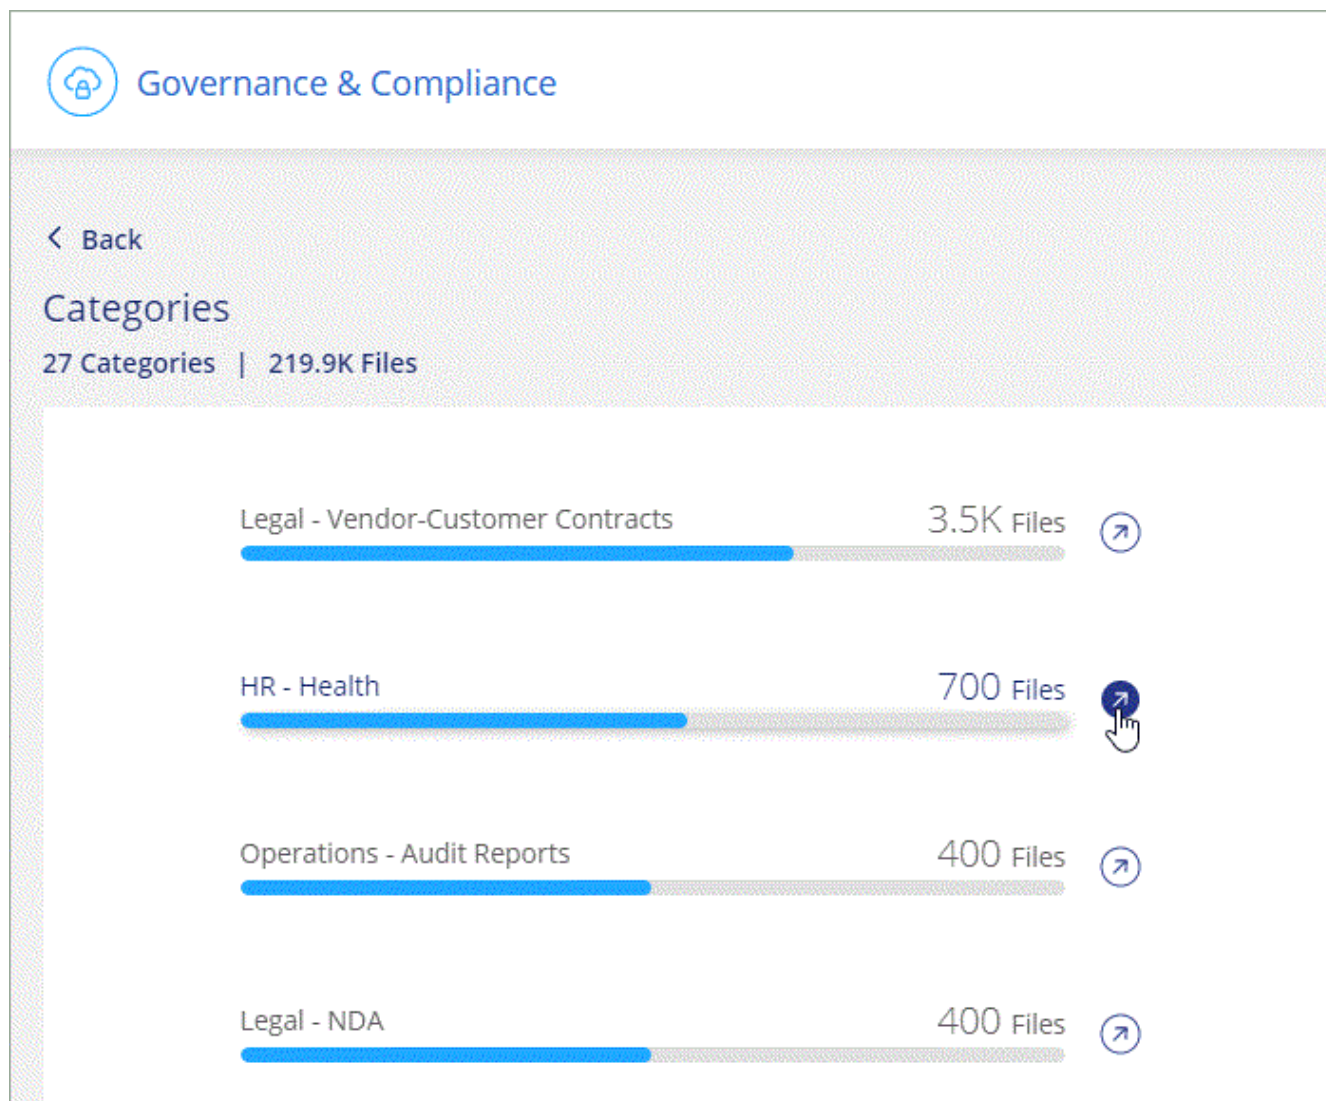 Governance & Compliance
Back
Categories
27 Categories | 219.9K Files
Legal - Vendor-Customer Contracts 3.5K Files
HR - Health 700 Files
Operations - Audit Reports 400 Files
Legal - NDA 400 Files